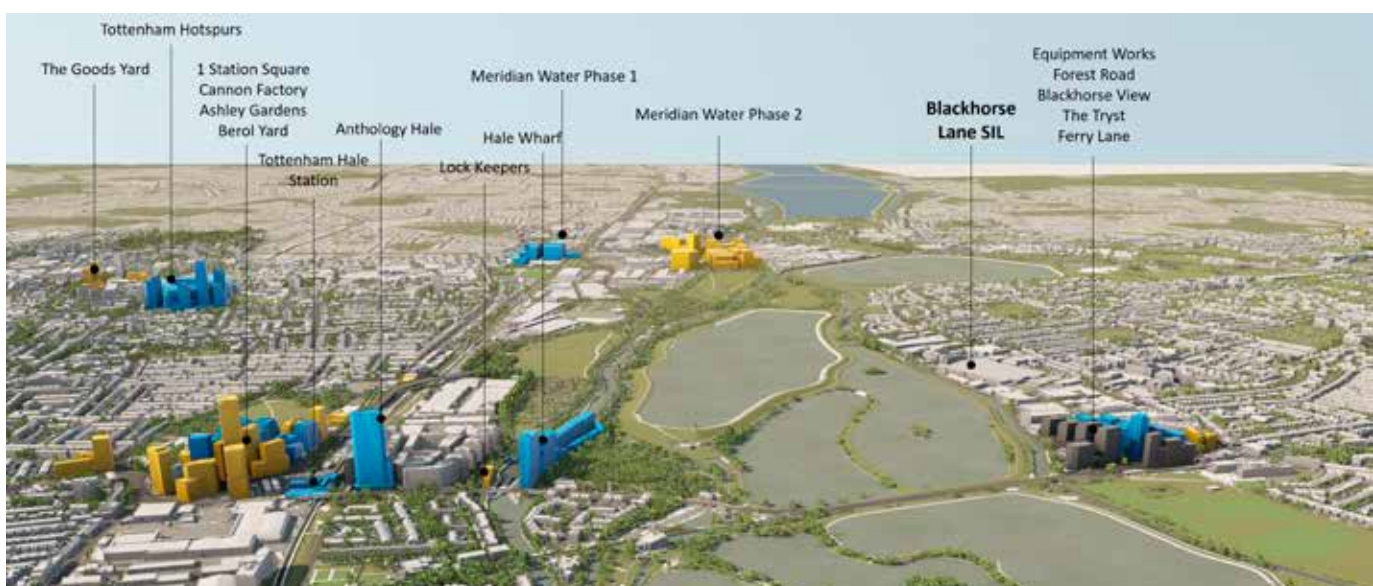 Tottenham Hotspurs
The Goods Yard
1 Station Square
Cannon Factory
Ashley Gardens
Berol Yard
Tottenham Hale
Station
Anthology Hale
Lock Keepers
Hale Wharf
Meridian Water Phase 1
Meridian Water Phase 2
Blackhorse
Lane SIL
Equipment Works
Forest Road
Blackhorse View
The Tryst
Ferry Lane